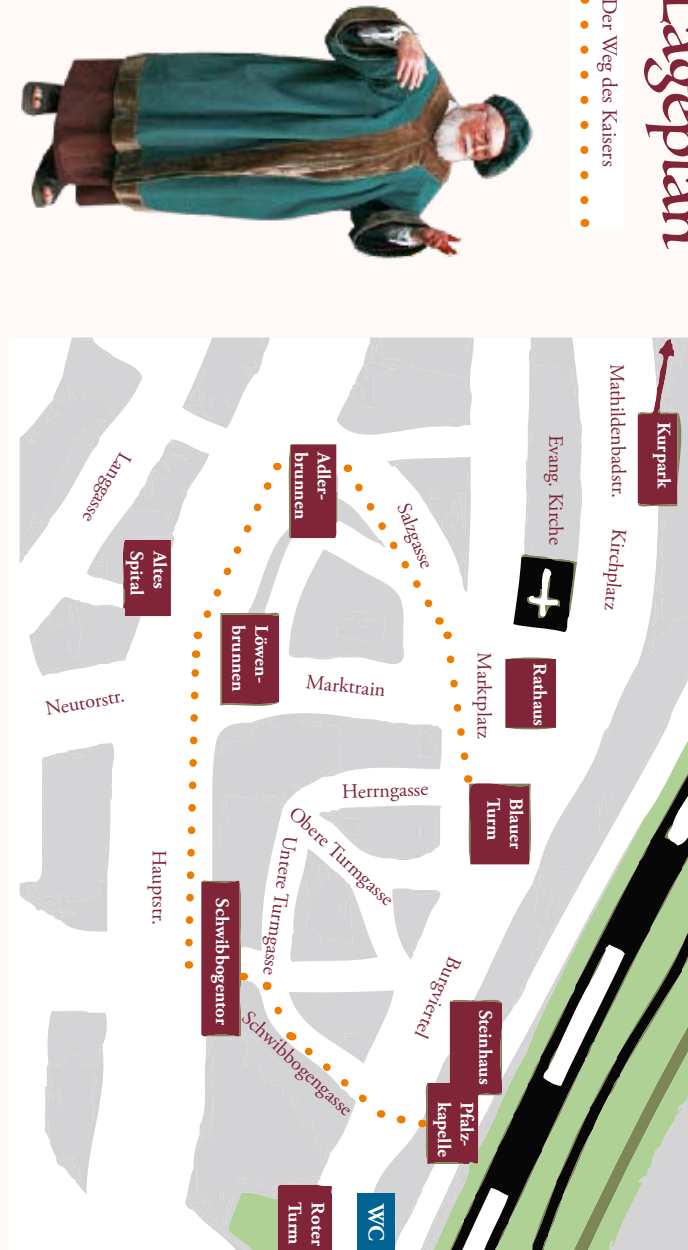 Lageplan
Der Weg des Kaisers
Kurpark
Mathildenbadstr.
Kirchplatz
Evang. Kirche
Rathaus
Marktplatz
Blauer
Turm
Salzgasse
Adler-
brunnen
Löwen-
brunnen
Marktrain
Herrngasse
Obere Turmgasse
Untere Turmgasse
Burgviertel
Steinhaus
Pfalz-
kapelle
Langgasse
Altes
Spital
Neutorstr.
Hauptstr.
Schwibbogentor
Schwibbogengasse
Roter
Turm
WC